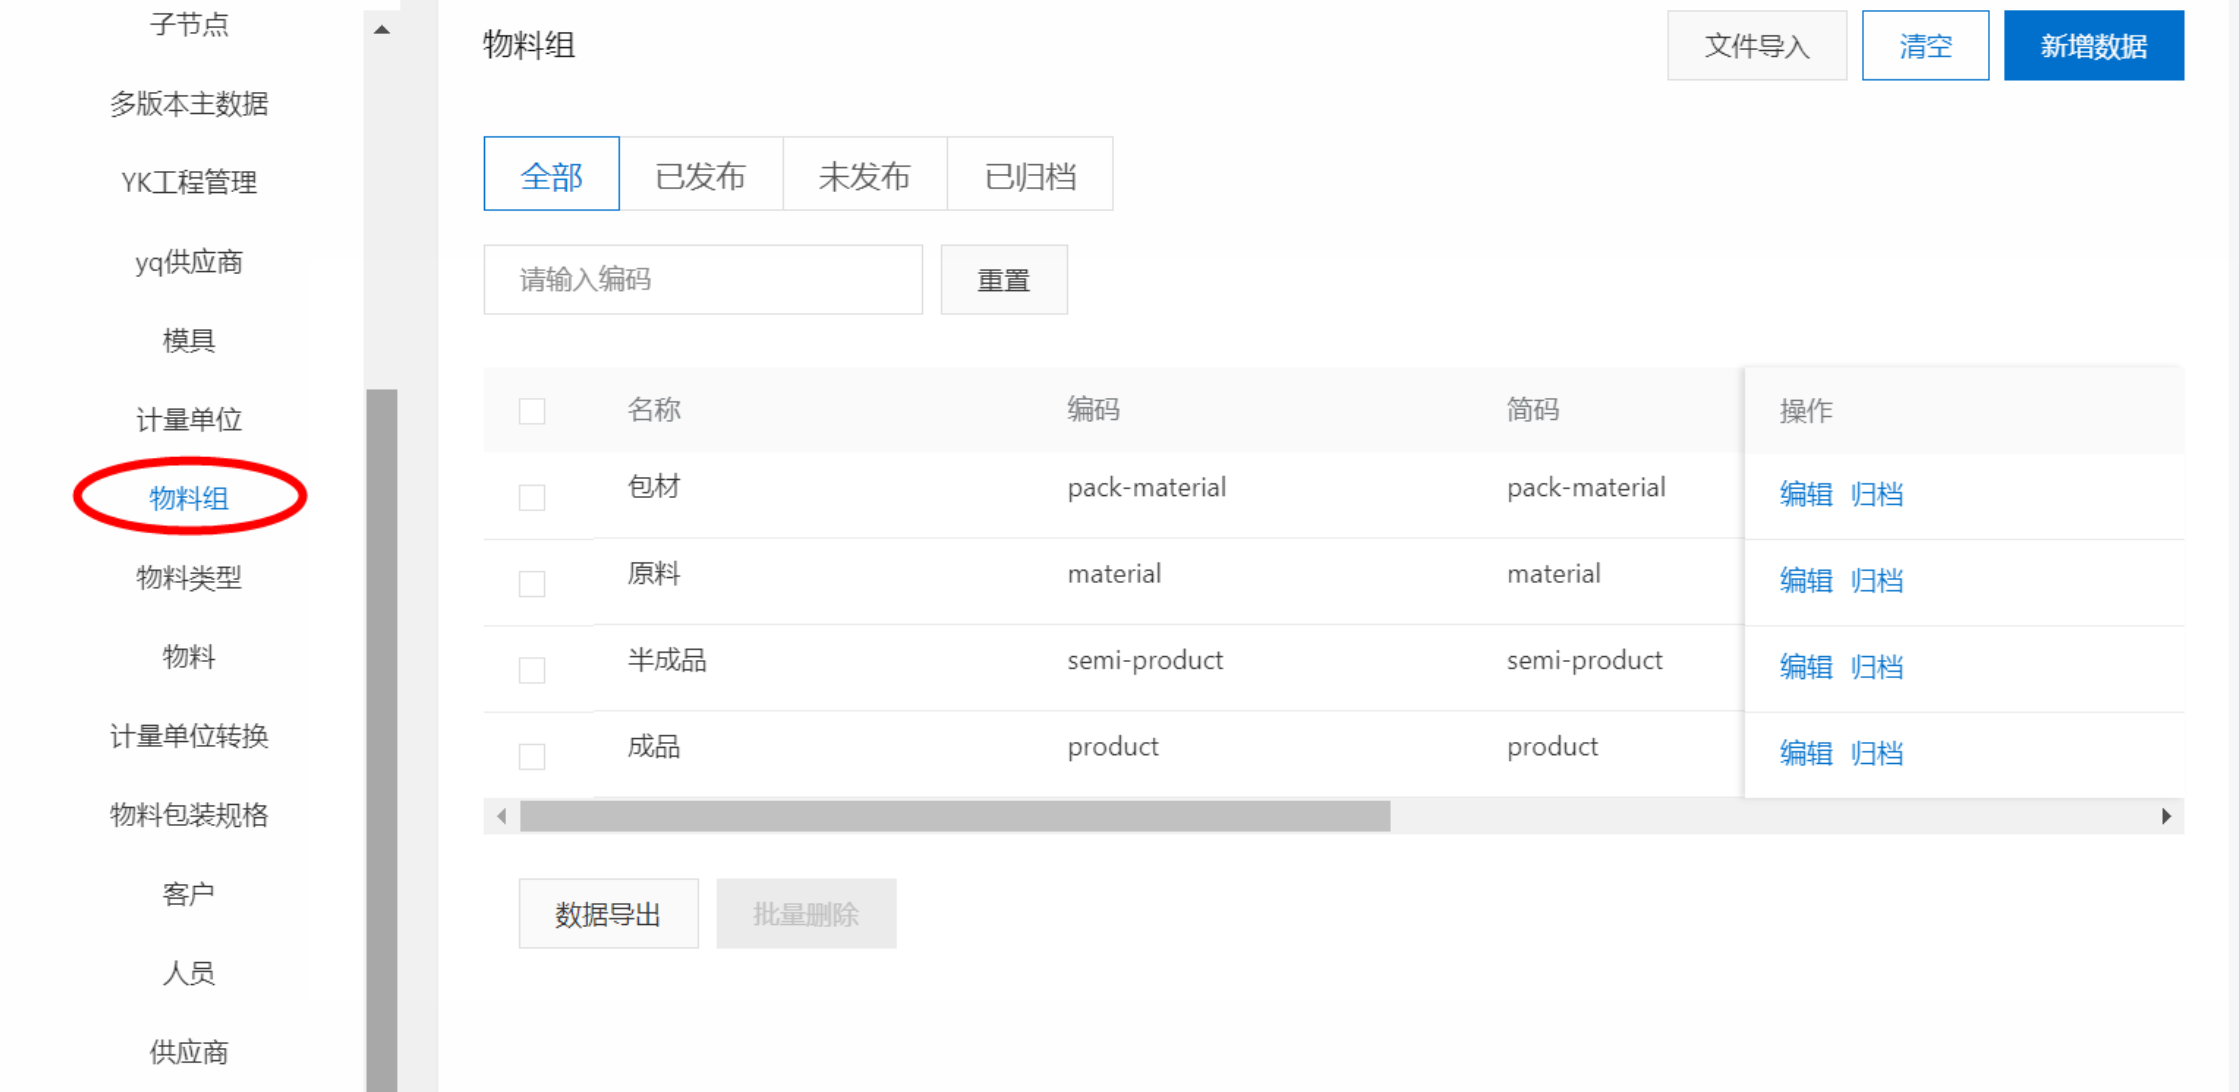 子节点
多版本主数据
YK工程管理
yq供应商
模具
计量单位
物料组
物料类型
物料
计量单位转换
物料包装规格
客户
人员
供应商
物料组 文件导入 清空 新增数据
全部 已发布 未发布 已归档
请输入编码 重置
名称 编码 简码 操作
包材 pack-material pack-material 编辑 归档
原料 material material 编辑 归档
半成品 semi-product semi-product 编辑 归档
成品 product product 编辑 归档
数据导出 批量删除